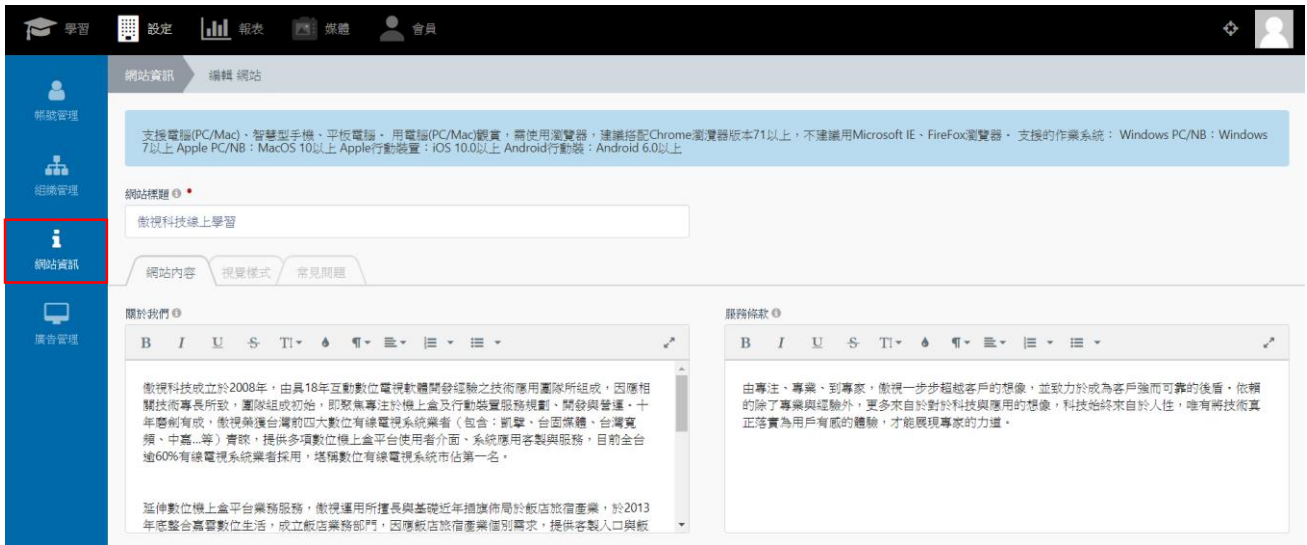 學習 設定 報表 媒體 會員
網站資訊 編輯 網站
帳號管理
組織管理
網站資訊
廣告管理
支援電腦(PC/Mac)、智慧型手機、平板電腦。 用電腦(PC/Mac)觀賞，需使用瀏覽器，建議搭配Chrome瀏覽器版本71以上，不建議用Microsoft IE、FireFox瀏覽器。 支援的作業系統： Windows PC/NB：Windows
7以上 Apple PC/NB：MacOS 10以上 Apple行動裝置：iOS 10.0以上 Android行動裝：Android 6.0以上
網站標題
傲視科技線上學習
網站內容 視覺樣式 常見問題
關於我們
B I U S TI
傲視科技成立於2008年，由具18年互動數位電視軟體開發經驗之技術應用團隊所組成，因應相
關技術專長所致，團隊組成初始，即聚焦專注於機上盒及行動裝置服務規劃、開發與營運。十
年磨劍有成，傲視榮獲台灣前四大數位有線電視系統業者（包含：凱擘、台固媒體、台灣寬
頻、中嘉...等）青睞，提供多項數位機上盒平台使用者介面、系統應用客製與服務，目前全台
逾60%有線電視系統業者採用，堪稱數位有線電視系統市佔第一名。
延伸數位機上盒平台業務服務，傲視運用所擅長與基礎近年插旗佈局於飯店旅宿產業，於2013
年底整合嘉雲數位生活，成立飯店業務部門，因應飯店旅宿產業個別需求，提供客製入口與飯
服務條款
B I U S TI
由專注、專業、到專家，傲視一步步超越客戶的想像，並致力於成為客戶強而可靠的後盾。依賴
的除了專業與經驗外，更多來自於對於科技與應用的想像，科技始終來自於人性，唯有將技術真
正落實為用戶有感的體驗，才能展現專家的力道。